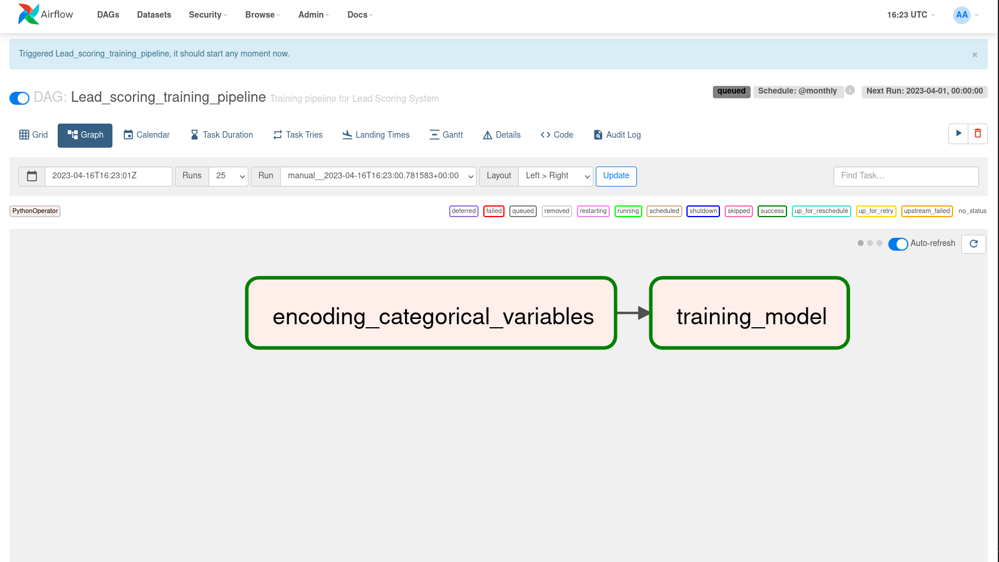 Airflow DAGs Datasets Security Browse Admin Docs 16:23 UTC AA
Triggered Lead_scoring_training_pipeline, it should start any moment now. ×
DAG: Lead_scoring_training_pipeline Training pipeline for Lead Scoring System queued Schedule: @monthly i Next Run: 2023-04-01, 00:00:00
Grid Graph Calendar Task Duration Task Tries Landing Times Gantt Details Code Audit Log
2023-04-16T16:23:01Z Runs 25 Run manual__2023-04-16T16:23:00.781583+00:00 Layout Left > Right Update Find Task...
PythonOperator deferred failed queued removed restarting running scheduled shutdown skipped success up_for_reschedule up_for_retry upstream_failed no_status
Auto-refresh
encoding_categorical_variables training_model